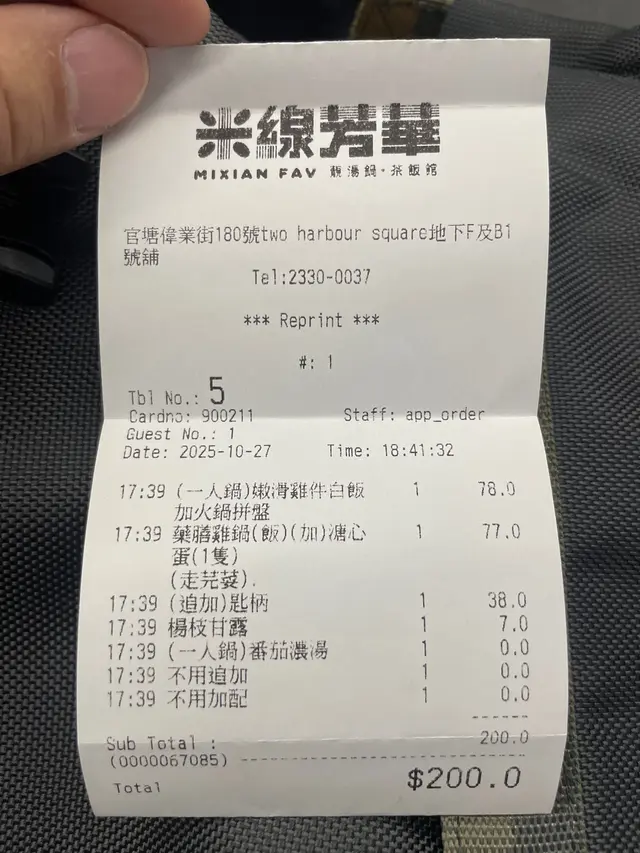 米線芳華
MIXIAN FAV 靚湯鍋·茶飯館
官塘偉業街180號two harbour square地下F及B1
號舖
Tel:2330-0037
*** Reprint ***
#: 1
Tbl No.: 5
Cardno: 900211 Staff: app_order
Guest No.: 1
Date: 2025-10-27 Time: 18:41:32
17:39 (一人鍋)嫩滑雞件白飯 1 78.0
加火鍋拼盤
17:39 藥膳雞鍋(飯)(加)溏心 1 77.0
蛋(1隻)
(走芫荽).
17:39 (追加)匙柄 1 38.0
17:39 楊枝甘露 1 7.0
17:39 (一人鍋)番茄濃湯 1 0.0
17:39 不用追加 1 0.0
17:39 不用加配 1 0.0
------
Sub Total : 200.0
(0000067085) ------------------------------
Total $200.0